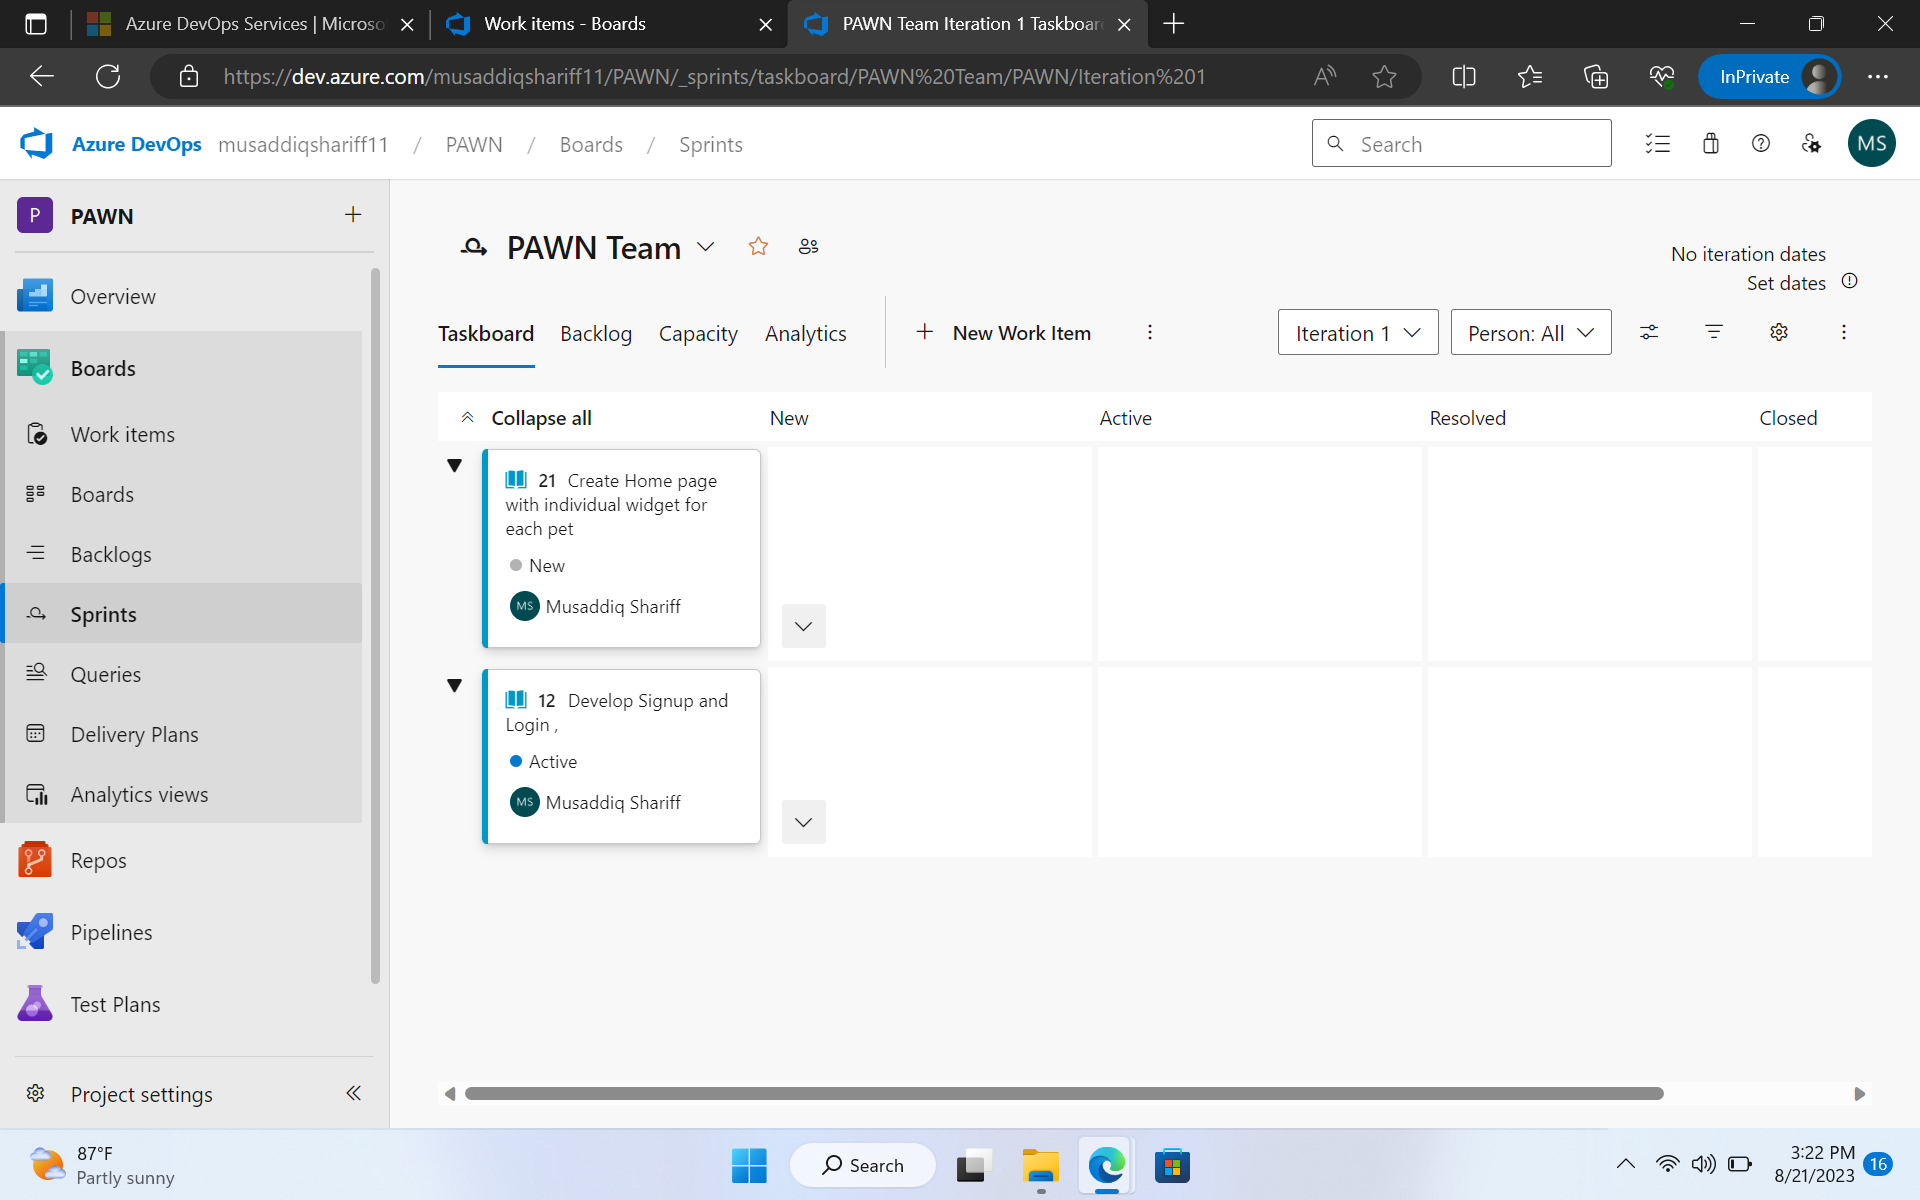 Azure DevOps Services | Microso
Work items - Boards
PAWN Team Iteration 1 Taskboar
https://dev.azure.com/musaddiqshariff11/PAWN/_sprints/taskboard/PAWN%20Team/PAWN/Iteration%201
InPrivate
Azure DevOps musaddiqshariff11 / PAWN / Boards / Sprints
Search
MS
P PAWN
Overview
Boards
Work items
Boards
Backlogs
Sprints
Queries
Delivery Plans
Analytics views
Repos
Pipelines
Test Plans
Project settings
PAWN Team
No iteration dates
Set dates
Taskboard Backlog Capacity Analytics
New Work Item
Iteration 1
Person: All
Collapse all New Active Resolved Closed
21 Create Home page
with individual widget for
each pet
New
MS Musaddiq Shariff
12 Develop Signup and
Login ,
Active
MS Musaddiq Shariff
87°F
Partly sunny
Search
3:22 PM
8/21/2023
16